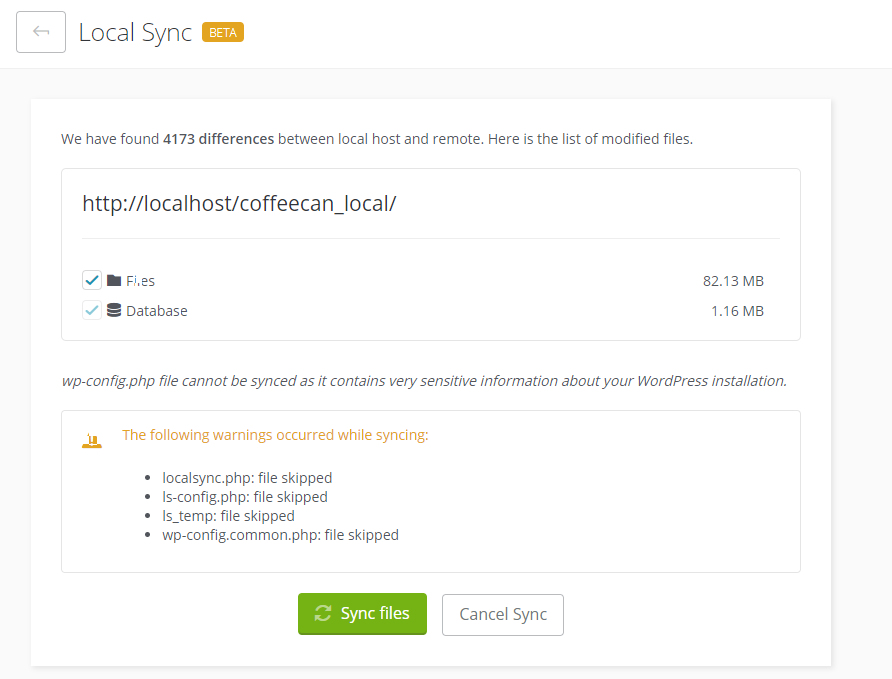 Local Sync BETA
We have found 4173 differences between local host and remote. Here is the list of modified files.
http://localhost/coffeecan_local/
Files 82.13 MB
Database 1.16 MB
wp-config.php file cannot be synced as it contains very sensitive information about your WordPress installation.
The following warnings occurred while syncing:
localsync.php: file skipped
ls-config.php: file skipped
ls_temp: file skipped
wp-config.common.php: file skipped
Sync files Cancel Sync